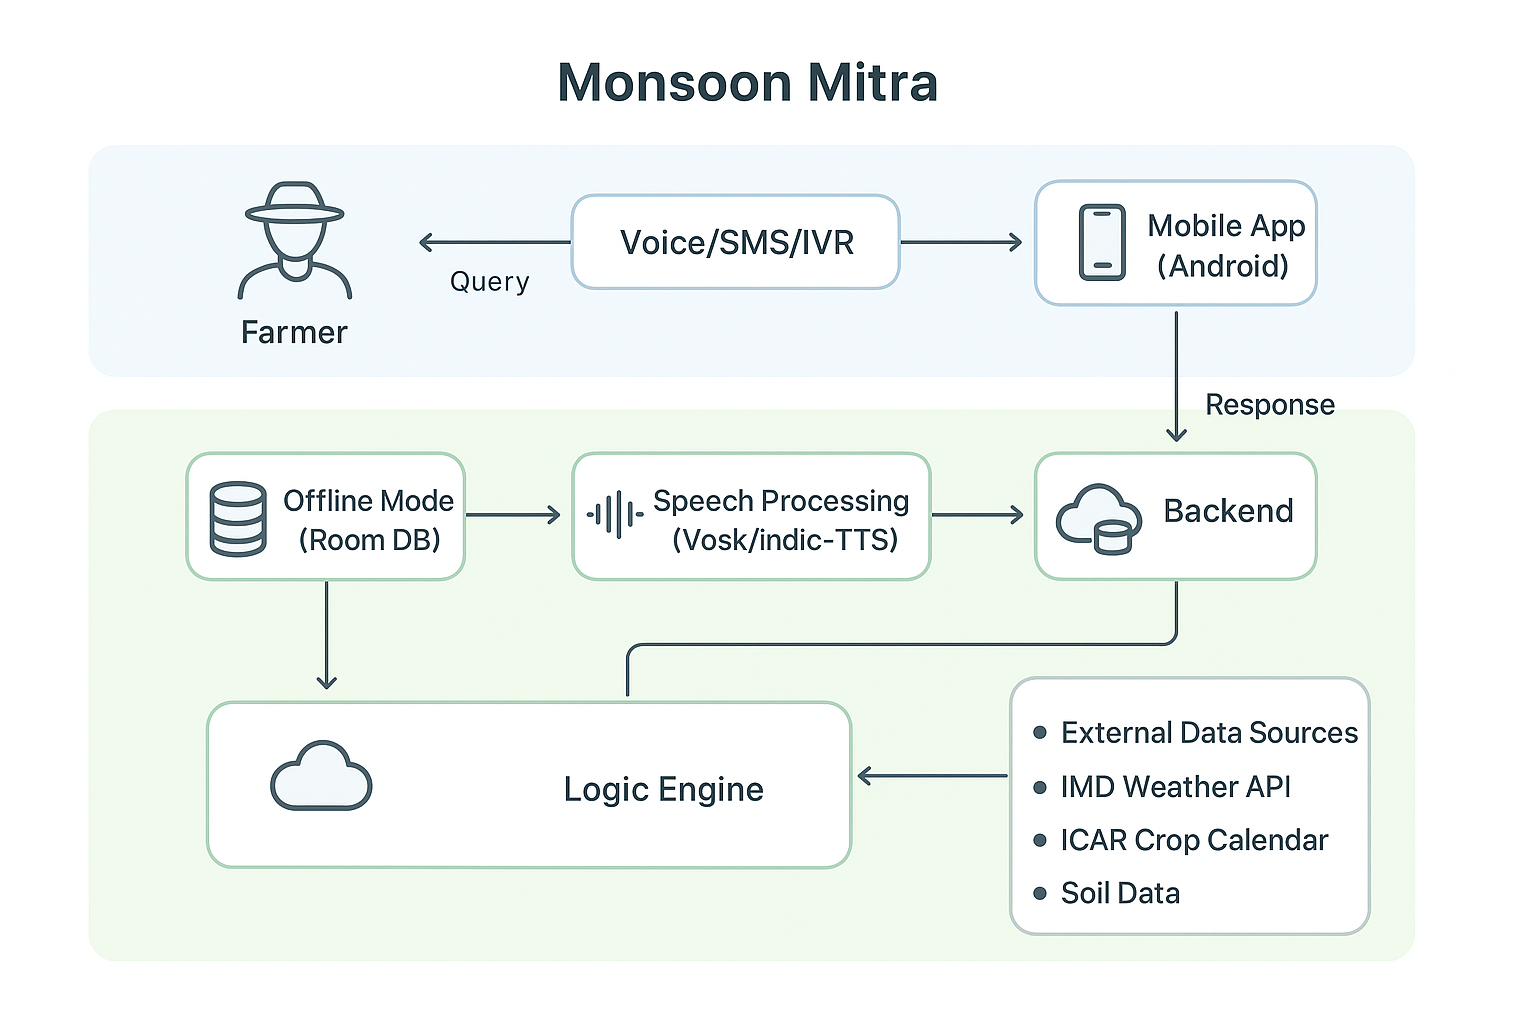 Monsoon Mitra
Farmer
Query
Voice/SMS/IVR
Mobile App
(Android)
Response
Offline Mode
(Room DB)
Speech Processing
(Vosk/indic-TTS)
Backend
Logic Engine
External Data Sources
IMD Weather API
ICAR Crop Calendar
Soil Data